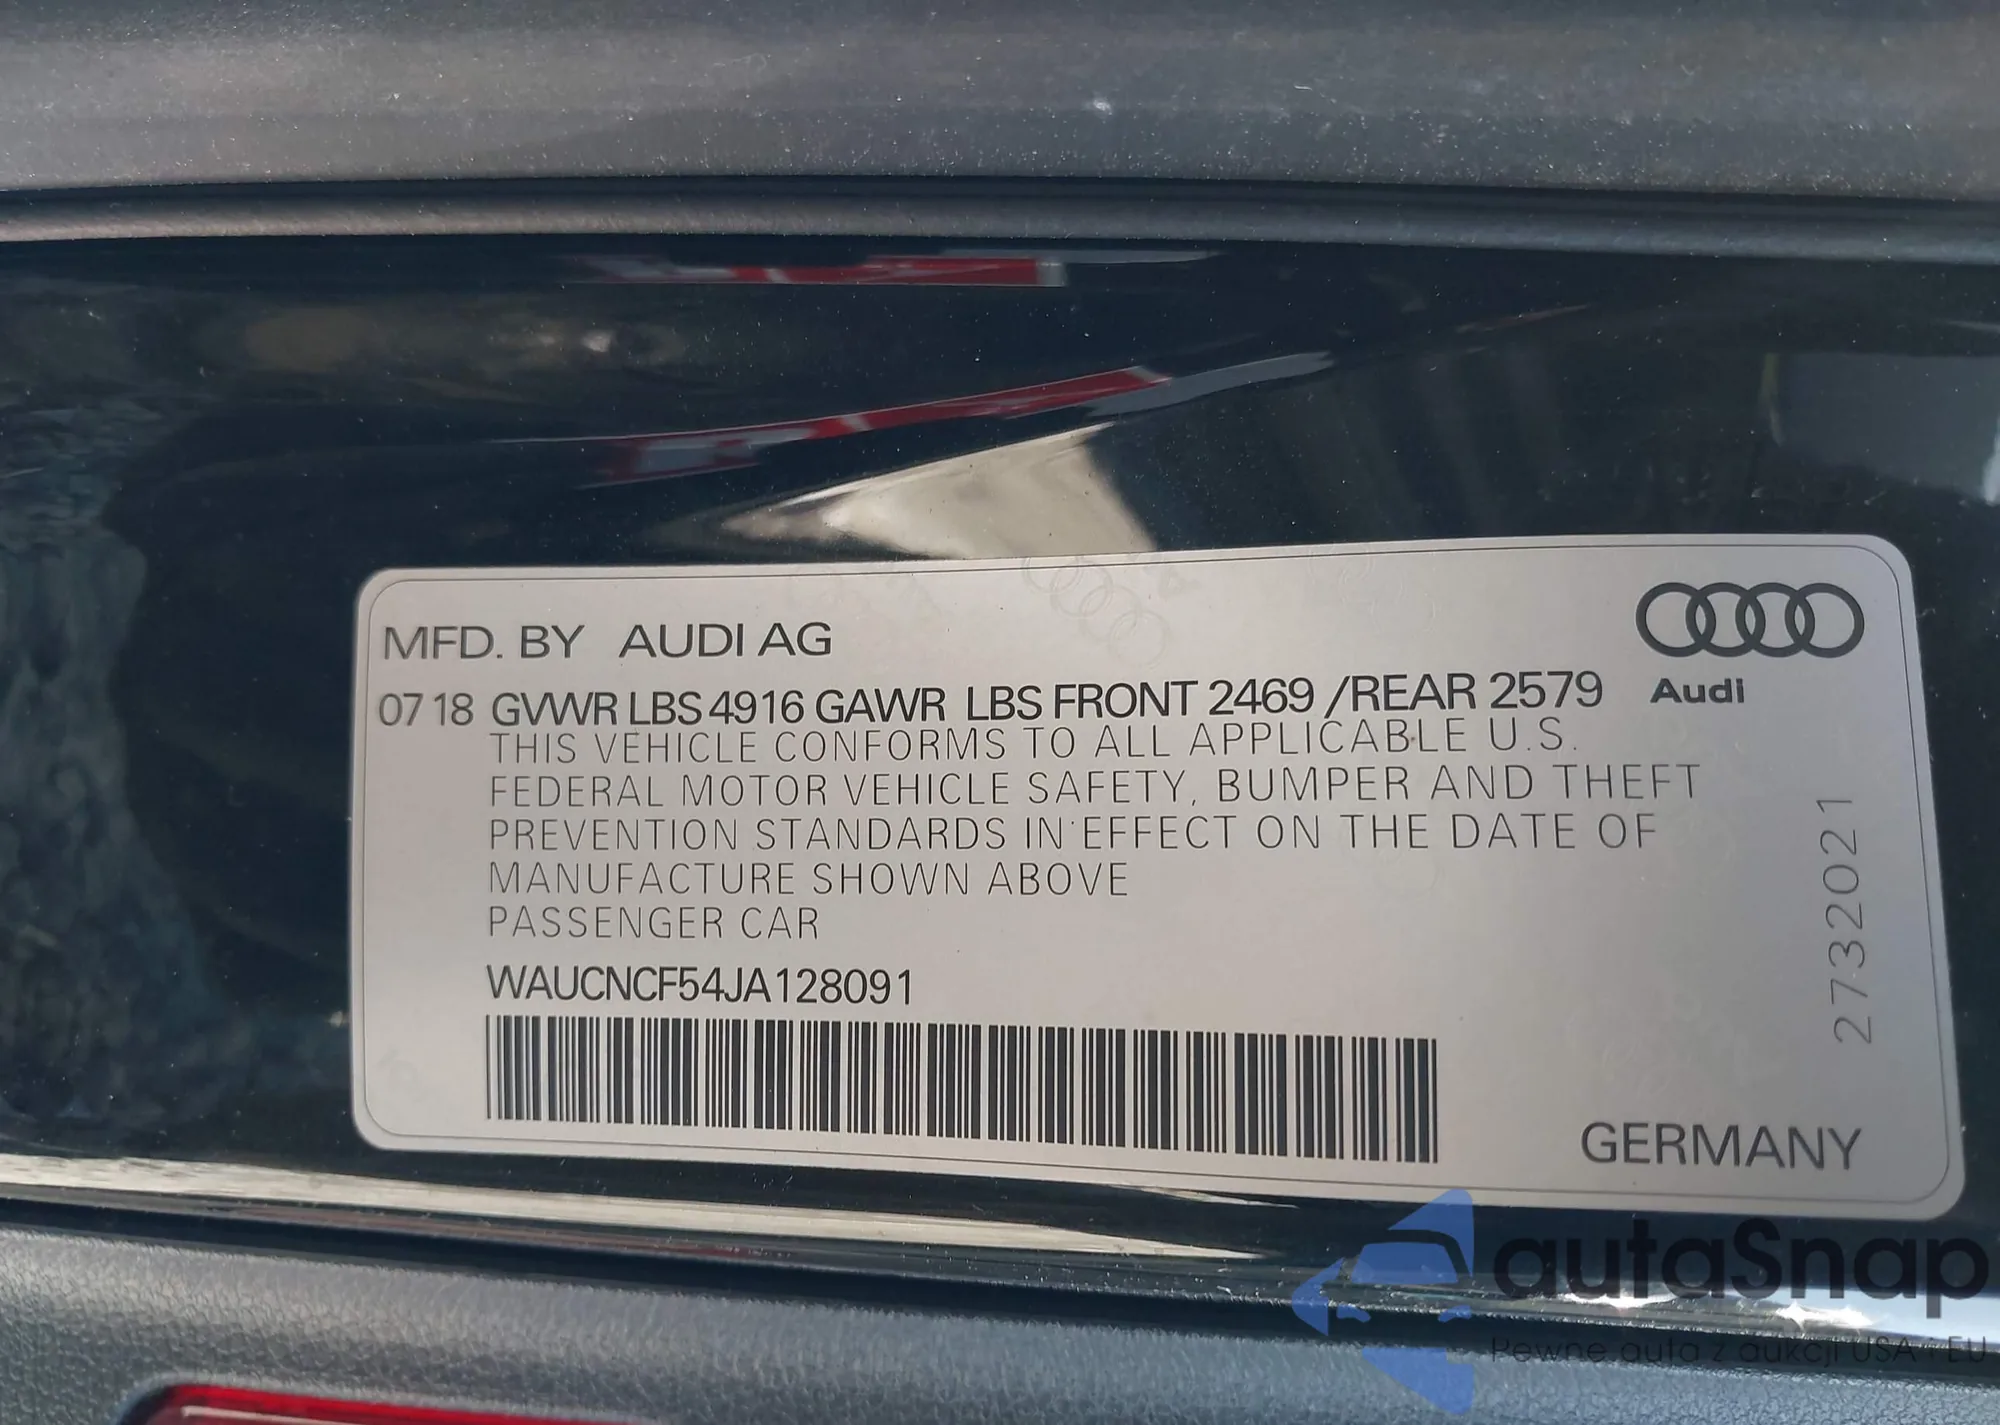 MFD. BY AUDI AG
07 18 GVWR LBS 4916 GAWR LBS FRONT 2469 /REAR 2579
Audi
THIS VEHICLE CONFORMS TO ALL APPLICABLE U.S.
FEDERAL MOTOR VEHICLE SAFETY, BUMPER AND THEFT
PREVENTION STANDARDS IN EFFECT ON THE DATE OF
MANUFACTURE SHOWN ABOVE
PASSENGER CAR
WAUCNCF54JA128091
2732021
GERMANY
autaSnap
Pewne auta z aukcji USA i EU